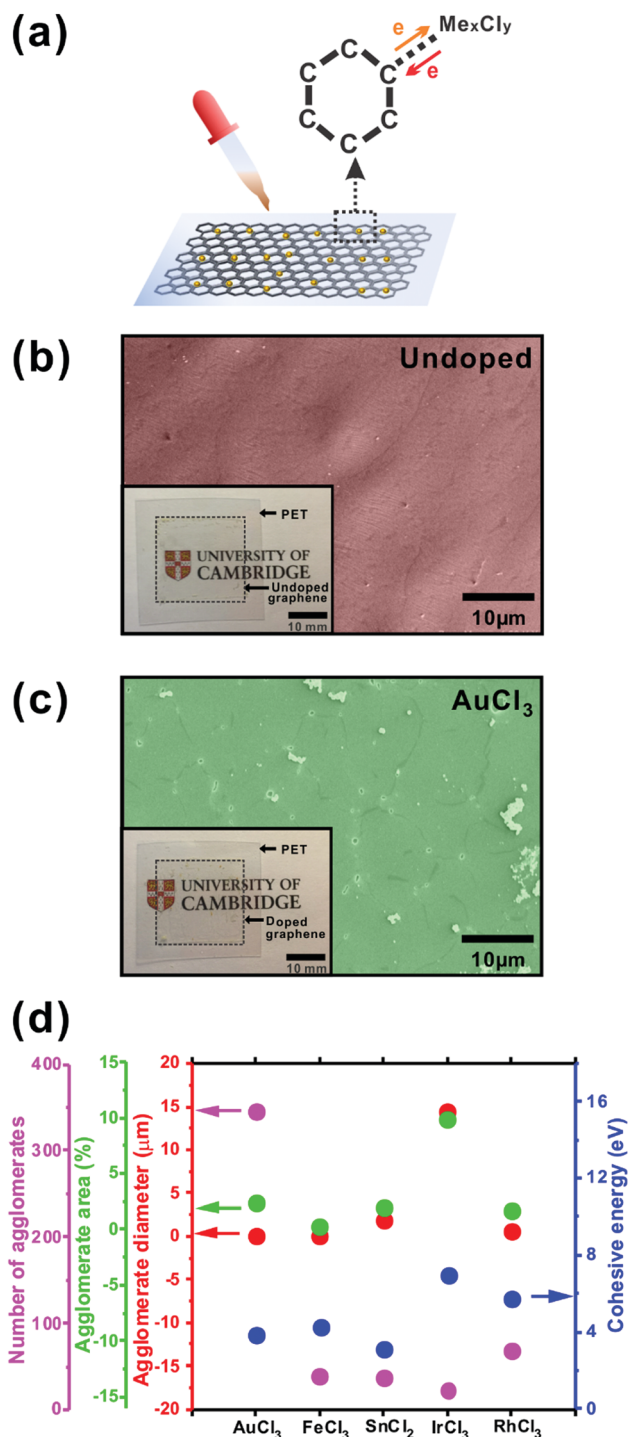 (a)
MeₓClᵧ
e
e
C
C
C
C
C
C
(b)
Undoped
PET
UNIVERSITY OF
CAMBRIDGE
Undoped
graphene
10 mm
10μm
(c)
AuCl₃
PET
UNIVERSITY OF
CAMBRIDGE
Doped
graphene
10 mm
10μm
(d)
Number of agglomerates
400
300
200
100
0
Agglomerate area (%)
15
10
5
0
-5
-10
-15
Agglomerate diameter (μm)
20
15
10
5
0
-5
-10
-15
-20
16
12
8
4
0
Cohesive energy (eV)
AuCl₃ FeCl₃ SnCl₂ IrCl₃ RhCl₃